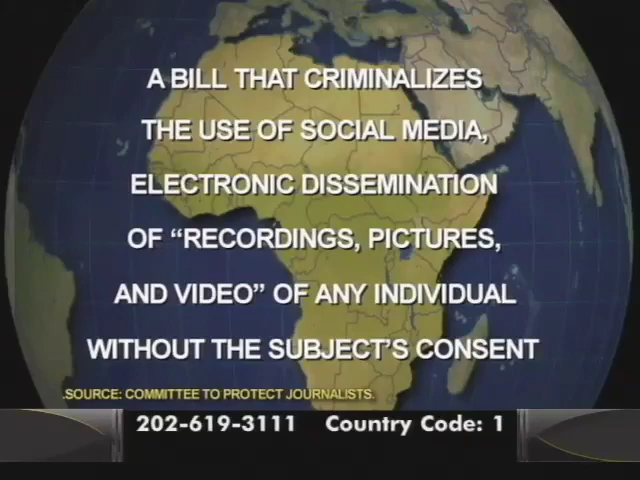 A BILL THAT CRIMINALIZES
THE USE OF SOCIAL MEDIA,
ELECTRONIC DISSEMINATION
OF “RECORDINGS, PICTURES,
AND VIDEO” OF ANY INDIVIDUAL
WITHOUT THE SUBJECT'S CONSENT
.SOURCE: COMMITTEE TO PROTECT JOURNALISTS.
202-619-3111 Country Code: 1